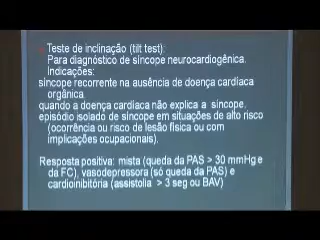 Teste de inclinação (tilt test).
Para diagnóstico de síncope neurocardiogênica.
Indicações:
síncope recorrente na ausência de doença cardíaca
orgânica.
quando a doença cardíaca não explica a síncope.
episódio isolado de síncope em situações de alto risco
(ocorrência ou risco de lesão física ou com
implicações ocupacionais).
Resposta positiva: mista (queda da PAS > 30 mmHg e
da FC), vasodepressora (só queda da PAS) e
cardioinibitória (assistolia > 3 seg ou BAV)